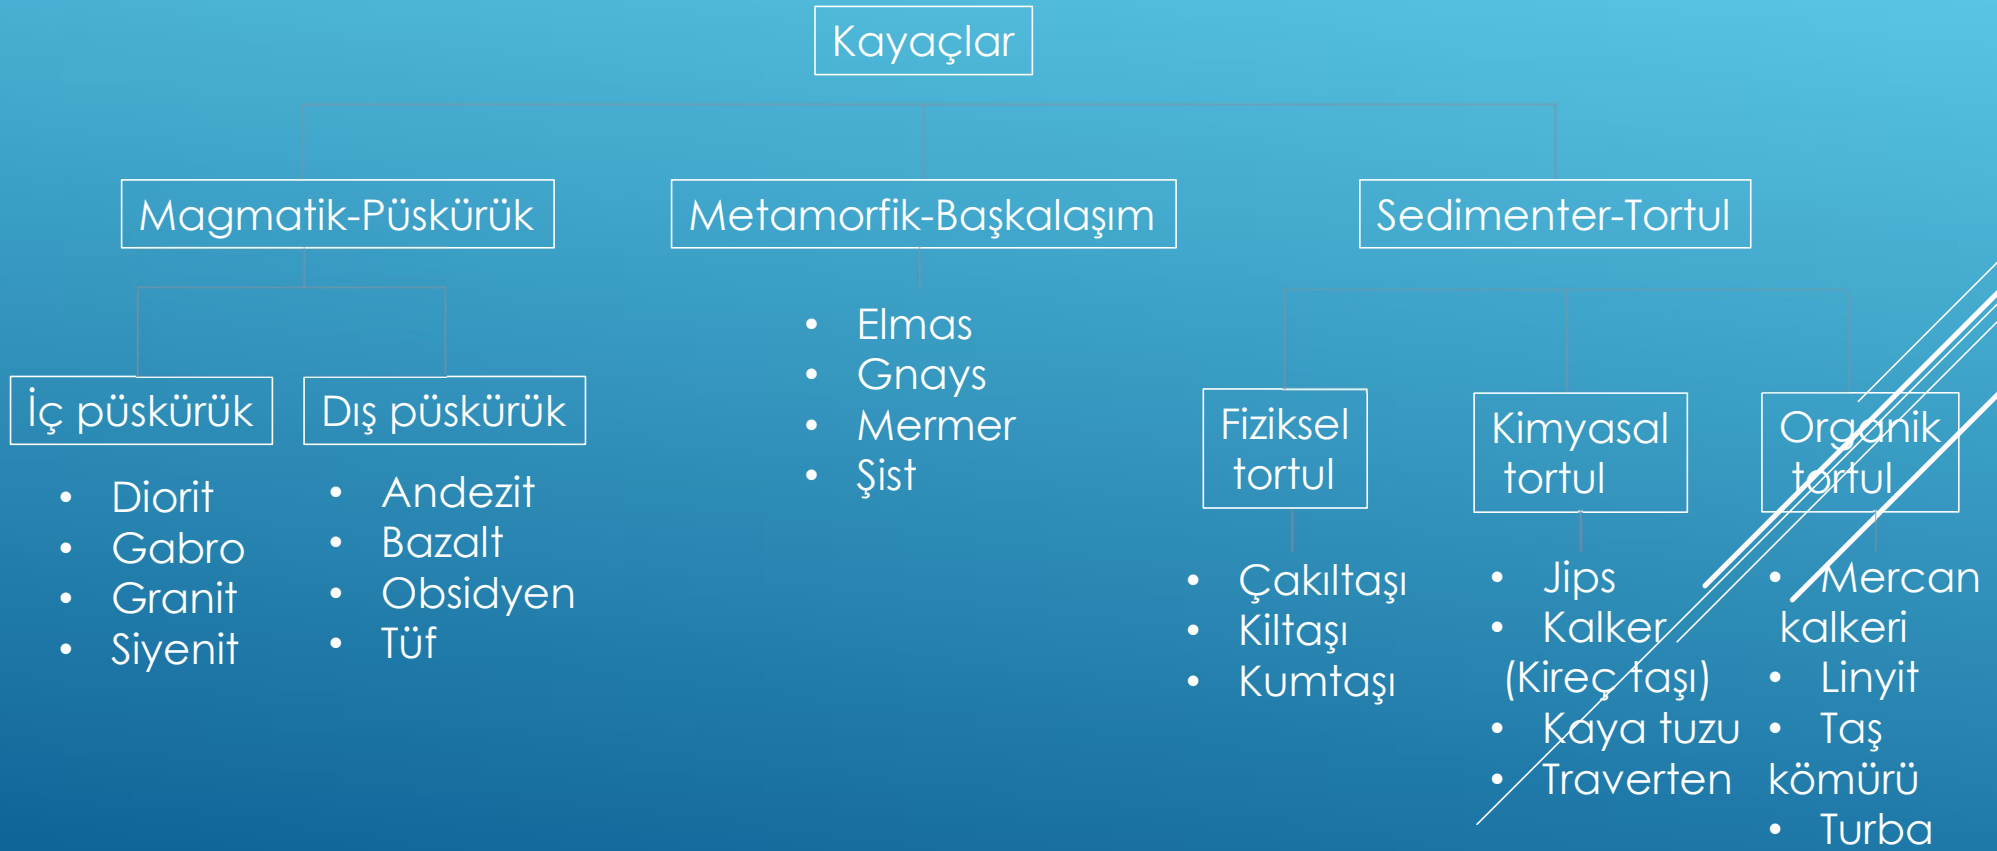 Kayaçlar
Magmatik-Püskürük
Metamorfik-Başkalaşım
Sedimenter-Tortul
İç püskürük
• Diorit
• Gabro
• Granit
• Siyenit
Dış püskürük
• Andezit
• Bazalt
• Obsidyen
• Tüf
• Elmas
• Gnays
• Mermer
• Şist
Fiziksel
tortul
• Çakıltaşı
• Kiltaşı
• Kumtaşı
Kimyasal
tortul
• Jips
• Kalker
(Kireç taşı)
• Kaya tuzu
• Traverten
Organik
tortul
• Mercan
kalkeri
• Linyit
• Taş
kömürü
• Turba